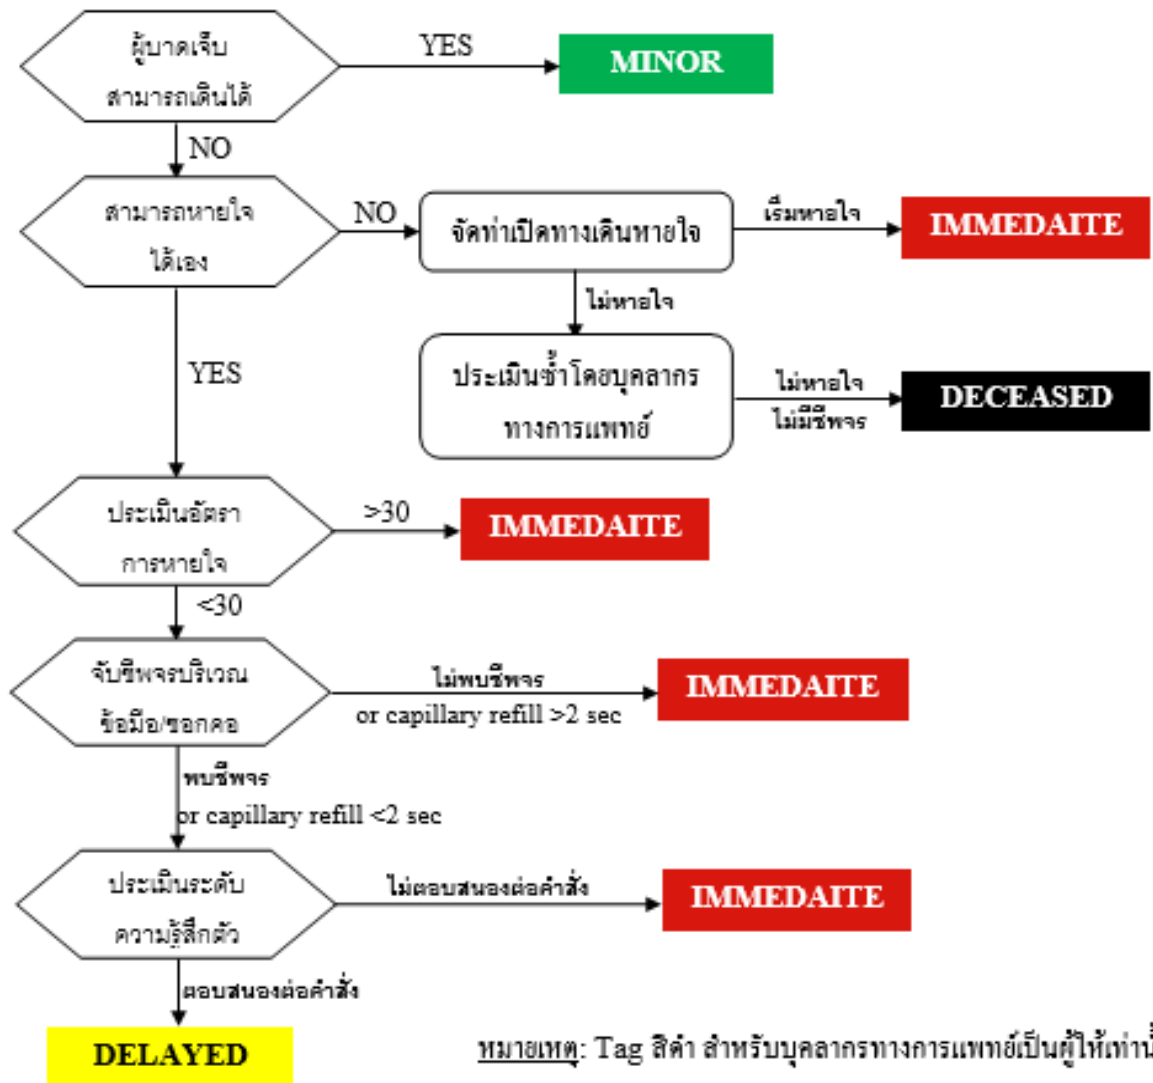 ผู้บาดเจ็บ
สามารถเดินได้
YES
MINOR
NO
สามารถหายใจ
ได้เอง
NO
จัดท่าเปิดทางเดินหายใจ
เริ่มหายใจ
IMMEDAITE
ไม่หายใจ
YES
ประเมินซ้ำโดยบุคลากร
ทางการแพทย์
ไม่หายใจ
ไม่มีชีพจร
DECEASED
ประเมินอัตรา
การหายใจ
>30
IMMEDAITE
<30
จับชีพจรบริเวณ
ข้อมือ/ซอกคอ
ไม่พบชีพจร
or capillary refill >2 sec
IMMEDAITE
พบชีพจร
or capillary refill <2 sec
ประเมินระดับ
ความรู้สึกตัว
ไม่ตอบสนองต่อคำสั่ง
IMMEDAITE
ตอบสนองต่อคำสั่ง
DELAYED
หมายเหตุ: Tag สีดำ สำหรับบุคลากรทางการแพทย์เป็นผู้ให้เท่านั้